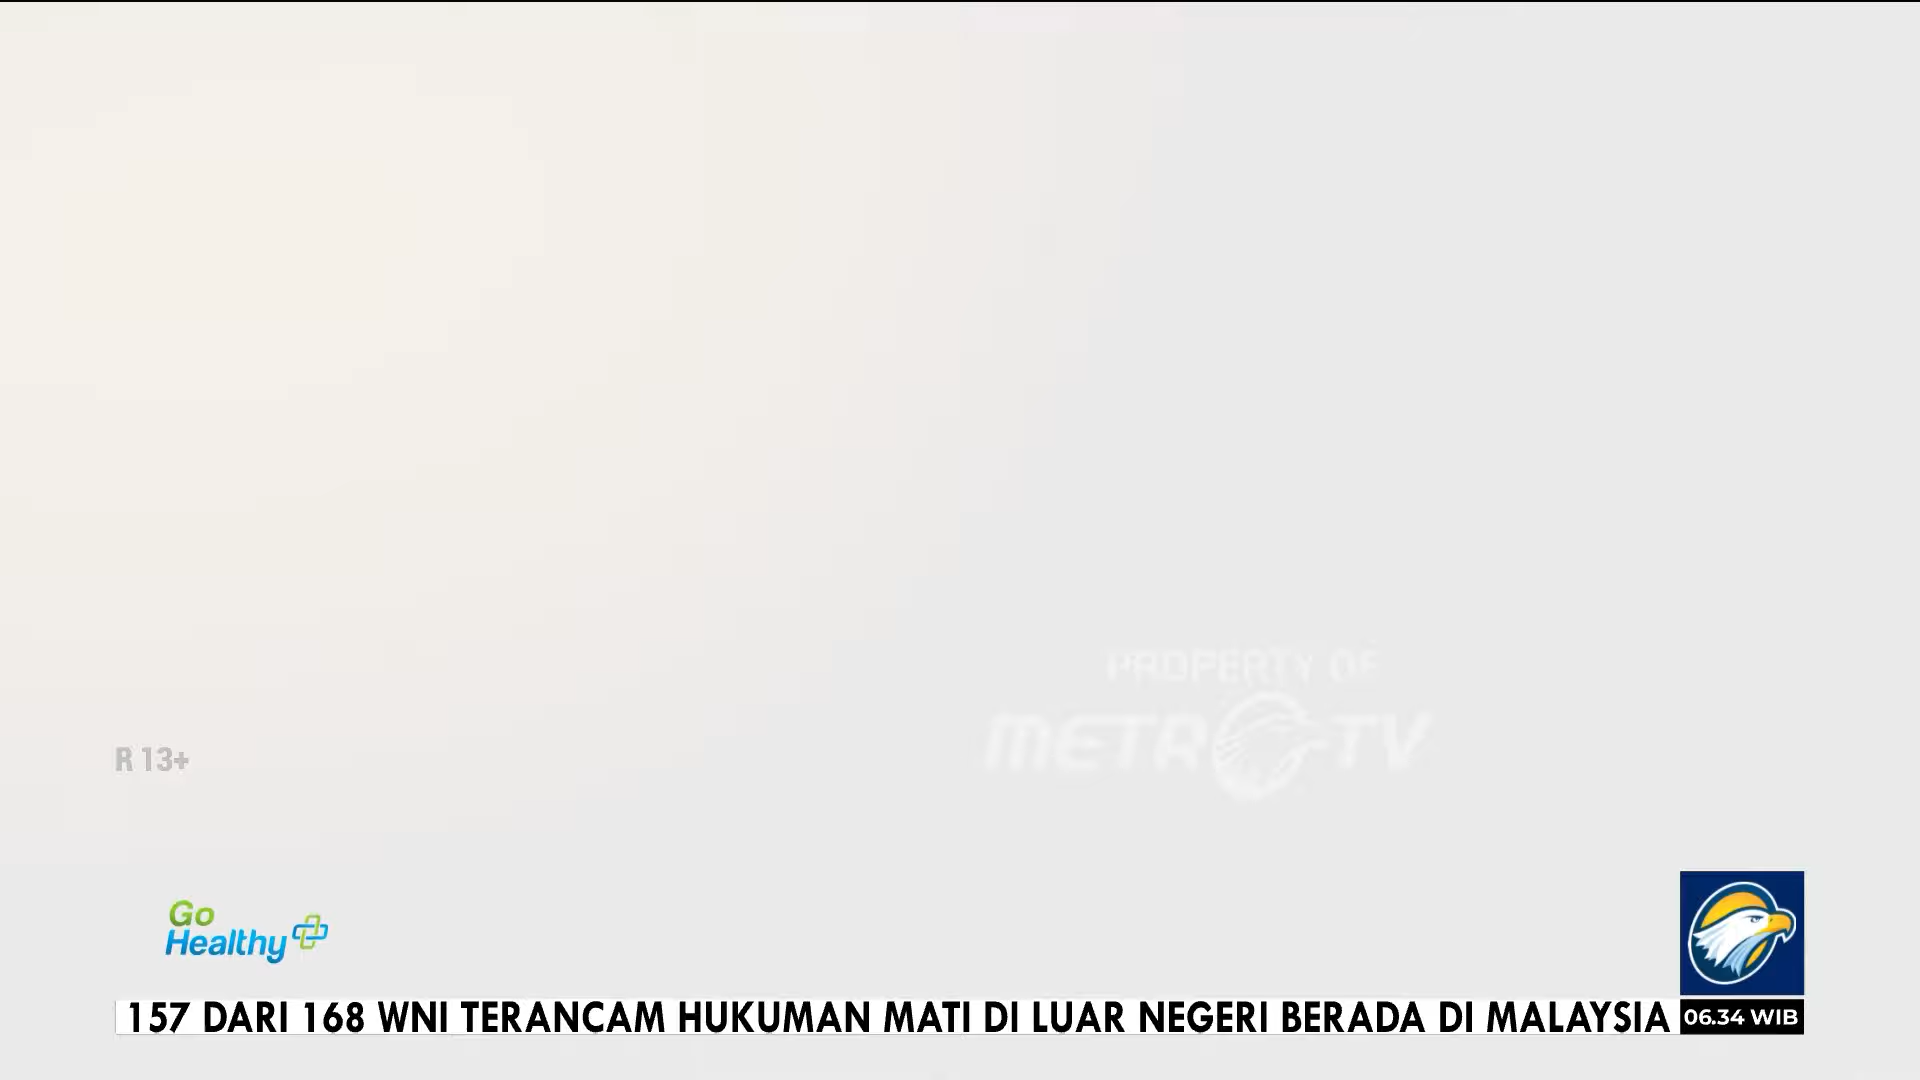 PROPERTY OF
METRO TV
R 13+
Go
Healthy
157 DARI 168 WNI TERANCAM HUKUMAN MATI DI LUAR NEGERI BERADA DI MALAYSIA
06.34 WIB